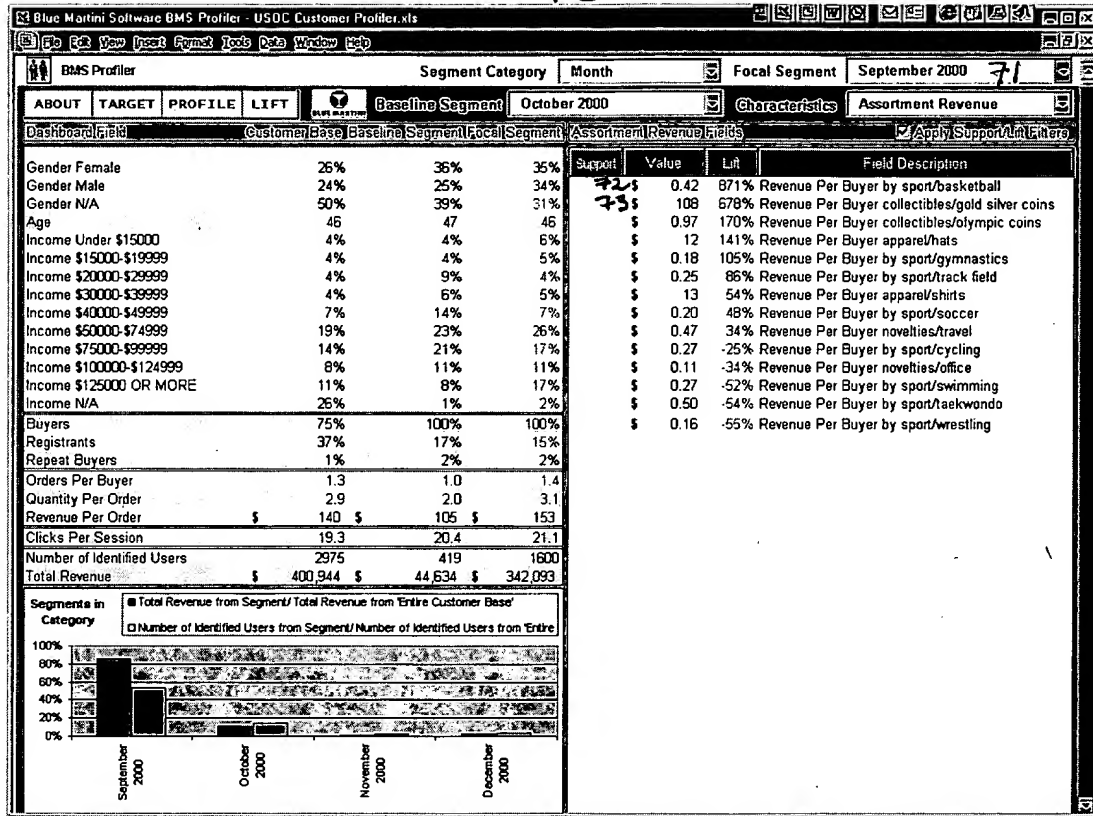 Blue Martini Software BMS Profiler - USOC Customer Profiler.xls
File Edit View Insert Format Tools Data Window Help
BMS Profiler Segment Category Month Focal Segment September 2000 71
ABOUT TARGET PROFILE LIFT BLUE MARTINI Baseline Segment October 2000 Characteristics Assortment Revenue
Dashboard Field Customer Base Baseline Segment Focal Segment Assortment Revenue Fields Apply Support/Lift Filters
Support Value Lift Field Description
Gender Female 26% 36% 35%
Gender Male 24% 25% 34%
Gender N/A 50% 39% 31%
Age 46 47 46
Income Under $15000 4% 4% 6%
Income $15000-$19999 4% 4% 5%
Income $20000-$29999 4% 9% 4%
Income $30000-$39999 4% 6% 5%
Income $40000-$49999 7% 14% 7%
Income $50000-$74999 19% 23% 26%
Income $75000-$99999 14% 21% 17%
Income $100000-$124999 8% 11% 11%
Income $125000 OR MORE 11% 8% 17%
Income N/A 26% 1% 2%
Buyers 75% 100% 100%
Registrants 37% 17% 15%
Repeat Buyers 1% 2% 2%
Orders Per Buyer 1.3 1.0 1.4
Quantity Per Order 2.9 2.0 3.1
Revenue Per Order $ 140 $ 105 $ 153
Clicks Per Session 19.3 20.4 21.1
Number of Identified Users 2975 419 1600
Total Revenue $ 400,944 $ 44,634 $ 342,093
72 $ 0.42 871% Revenue Per Buyer by sport/basketball
73 $ 108 678% Revenue Per Buyer collectibles/gold silver coins
$ 0.97 170% Revenue Per Buyer collectibles/olympic coins
$ 12 141% Revenue Per Buyer apparel/hats
$ 0.18 105% Revenue Per Buyer by sport/gymnastics
$ 0.25 86% Revenue Per Buyer by sport/track field
$ 13 54% Revenue Per Buyer apparel/shirts
$ 0.20 48% Revenue Per Buyer by sport/soccer
$ 0.47 34% Revenue Per Buyer novelties/travel
$ 0.27 -25% Revenue Per Buyer by sport/cycling
$ 0.11 -34% Revenue Per Buyer novelties/office
$ 0.27 -52% Revenue Per Buyer by sport/swimming
$ 0.50 -54% Revenue Per Buyer by sport/taekwondo
$ 0.16 -55% Revenue Per Buyer by sport/wrestling
Segments in Category
Total Revenue from Segment/ Total Revenue from 'Entire Customer Base'
Number of Identified Users from Segment/ Number of Identified Users from 'Entire
100%
80%
60%
40%
20%
0%
September 2000
October 2000
November 2000
December 2000